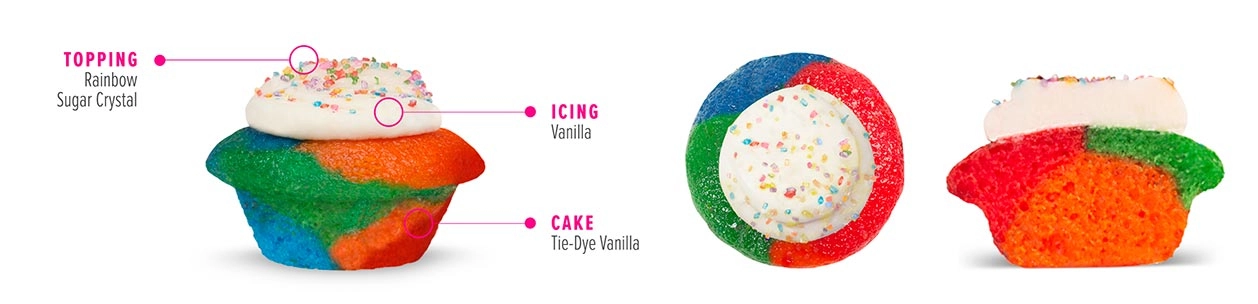 TOPPING
Rainbow
Sugar Crystal
ICING
Vanilla
CAKE
Tie-Dye Vanilla